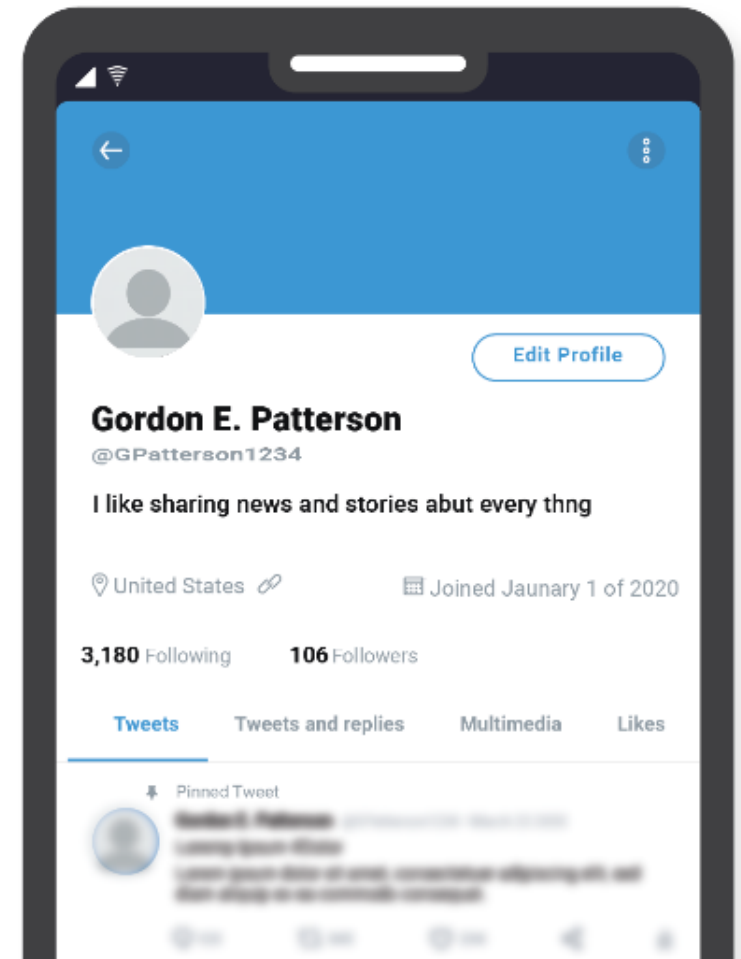 Edit Profile
Gordon E. Patterson
@GPatterson1234
I like sharing news and stories abut every thng
United States
Joined Jaunary 1 of 2020
3,180 Following 106 Followers
Tweets Tweets and replies Multimedia Likes
Pinned Tweet